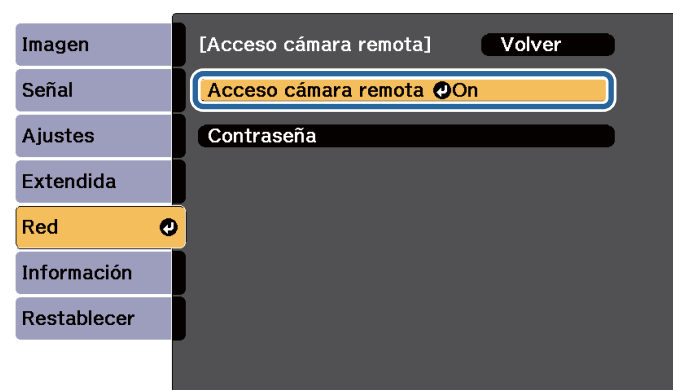 Imagen
Señal
Ajustes
Extendida
Red
Información
Restablecer
[Acceso cámara remota] Volver
Acceso cámara remota On
Contraseña